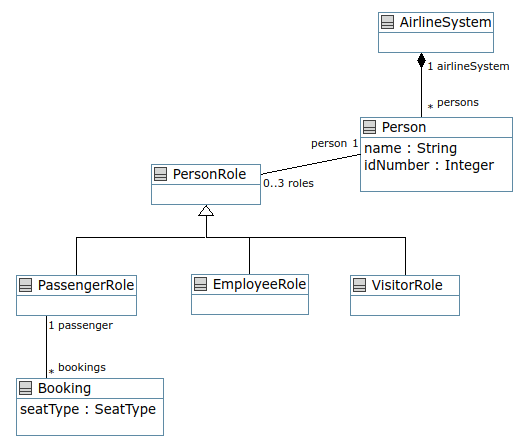 AirlineSystem
1 airlineSystem
* persons
Person
name : String
idNumber : Integer
person 1
0..3 roles
PersonRole
PassengerRole
EmployeeRole
VisitorRole
1 passenger
* bookings
Booking
seatType : SeatType